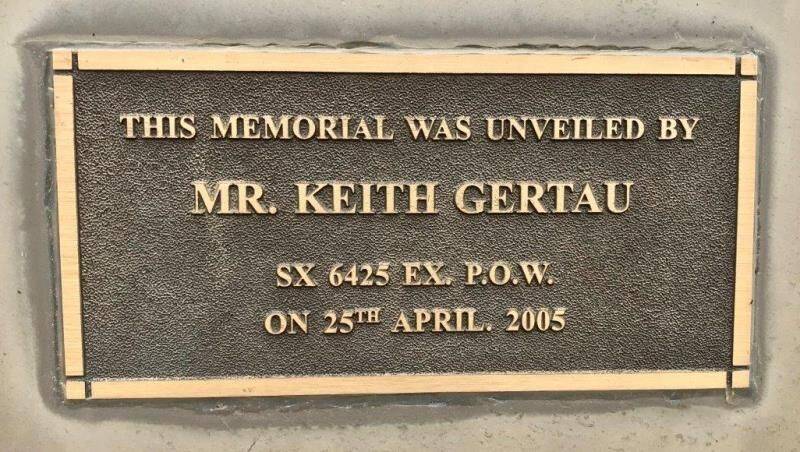 THIS MEMORIAL WAS UNVEILED BY
MR. KEITH GERTAU
SX 6425 EX. P.O.W.
ON 25TH APRIL. 2005